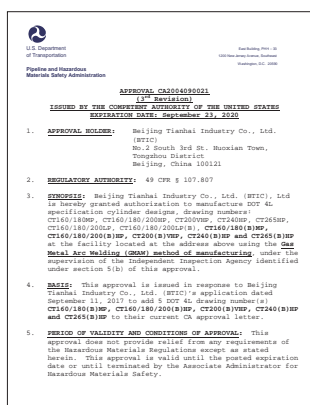 U.S. Department
of Transportation
East Building, PHH – 30
1200 New Jersey Avenue, Southeast
Washington, D.C. 20590
Pipeline and Hazardous
Materials Safety Administration
APPROVAL CA2004090021
(3rd Revision)
ISSUED BY THE COMPETENT AUTHORITY OF THE UNITED STATES
EXPIRATION DATE: September 23, 2020
1. APPROVAL HOLDER: Beijing Tianhai Industry Co., Ltd.
(BTIC)
No.2 South 3rd St. Huoxian Town,
Tongzhou District
Beijing, China 100121
2. REGULATORY AUTHORITY: 49 CFR § 107.807
3. SYNOPSIS: Beijing Tianhai Industry Co., Ltd. (BTIC), Ltd
is hereby granted authorization to manufacture DOT 4L
specification cylinder designs, drawing numbers:
CT160/180MP, CT160/180/200HP, CT200VHP, CT240HP, CT265HP,
CT160/180/200LP, CT160/180/200LP(B), CT160/180(B)MP,
CT160/180/200(B)HP, CT200(B)VHP, CT240(B)HP and CT265(B)HP
at the facility located at the address above using the Gas
Metal Arc Welding (GMAW) method of manufacturing, under the
supervision of the Independent Inspection Agency identified
under section 5(b) of this approval.
4. BASIS: This approval is issued in response to Beijing
Tianhai Industry Co., Ltd. (BTIC)'s application dated
September 11, 2017 to add 5 DOT 4L drawing number(s)
CT160/180(B)MP, CT160/180/200(B)HP, CT200(B)VHP, CT240(B)HP
and CT265(B)HP to their current CA approval letter.
5. PERIOD OF VALIDITY AND CONDITIONS OF APPROVAL: This
approval does not provide relief from any requirements of
the Hazardous Materials Regulations except as stated
herein. This approval is valid until the posted expiration
date or until terminated by the Associate Administrator for
Hazardous Materials Safety.